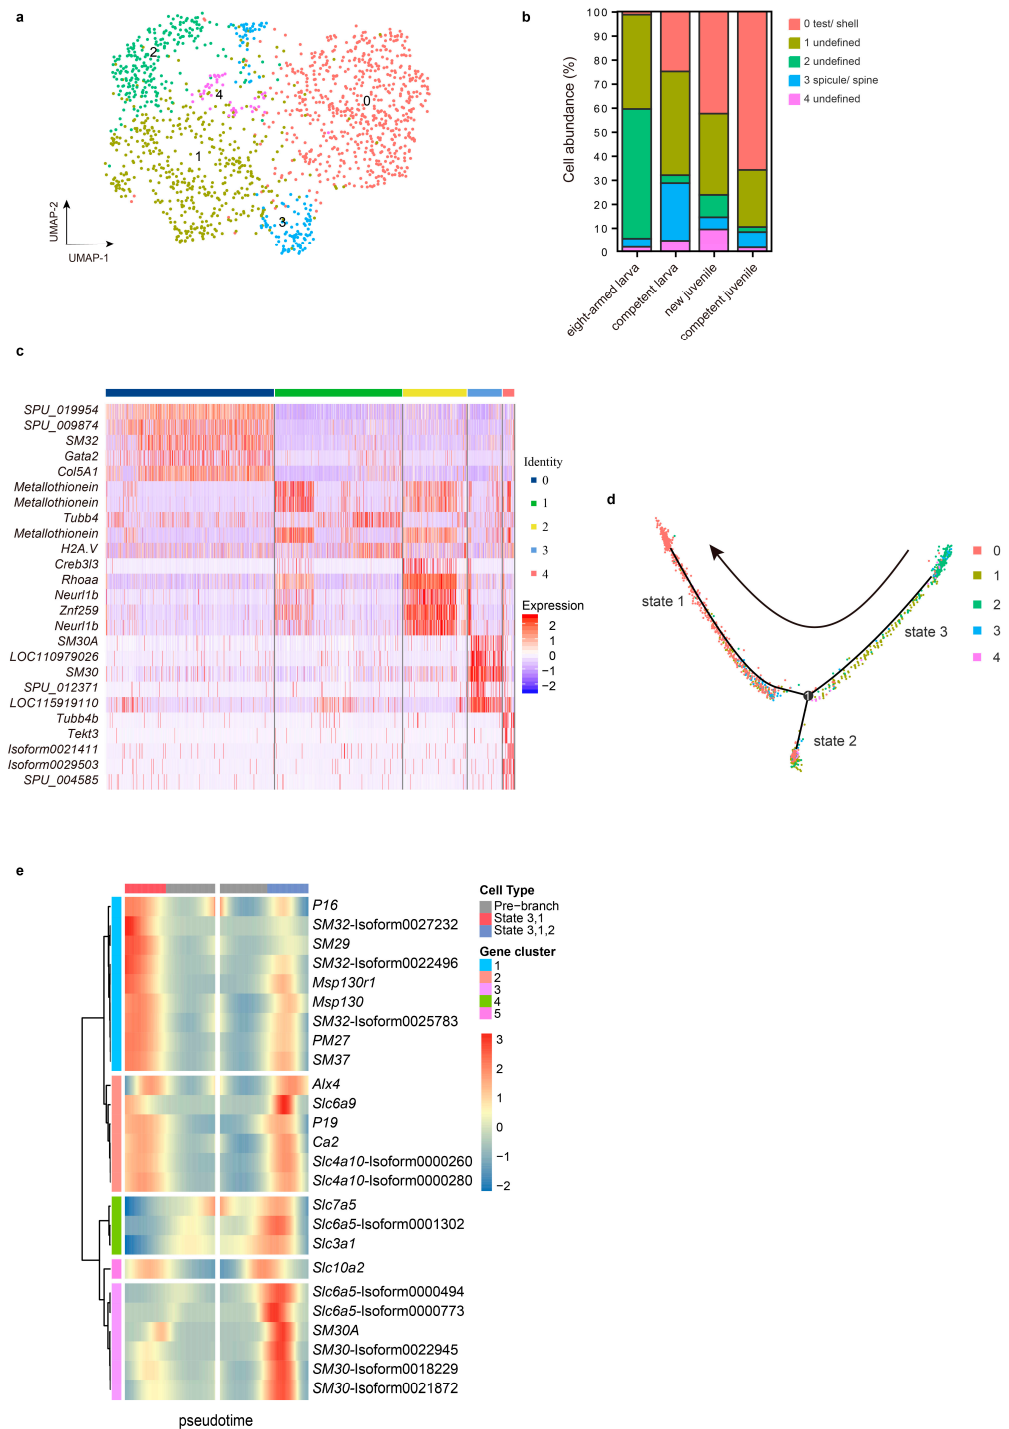 a
2
4
0
1
3
UMAP-2
UMAP-1
b
Cell abundance (%)
100
90
80
70
60
50
40
30
20
10
0
eight-armed larva
competent larva
new juvenile
competent juvenile
0 test/ shell
1 undefined
2 undefined
3 spicule/ spine
4 undefined
c
SPU_019954
SPU_009874
SM32
Gata2
Col5A1
Metallothionein
Metallothionein
Tubb4
Metallothionein
H2A.V
Creb3l3
Rhoaa
Neurl1b
Znf259
Neurl1b
SM30A
LOC110979026
SM30
SPU_012371
LOC115919110
Tubb4b
Tekt3
Isoform0021411
Isoform0029503
SPU_004585
Identity
0
1
2
3
4
Expression
2
1
0
−1
−2
d
state 1
state 3
state 2
1
0
1
2
3
4
e
P16
SM32-Isoform0027232
SM29
SM32-Isoform0022496
Msp130r1
Msp130
SM32-Isoform0025783
PM27
SM37
Alx4
Slc6a9
P19
Ca2
Slc4a10-Isoform0000260
Slc4a10-Isoform0000280
Slc7a5
Slc6a5-Isoform0001302
Slc3a1
Slc10a2
Slc6a5-Isoform0000494
Slc6a5-Isoform0000773
SM30A
SM30-Isoform0022945
SM30-Isoform0018229
SM30-Isoform0021872
pseudotime
Cell Type
Pre−branch
State 3,1
State 3,1,2
Gene cluster
1
2
3
4
5
3
2
1
0
−1
−2